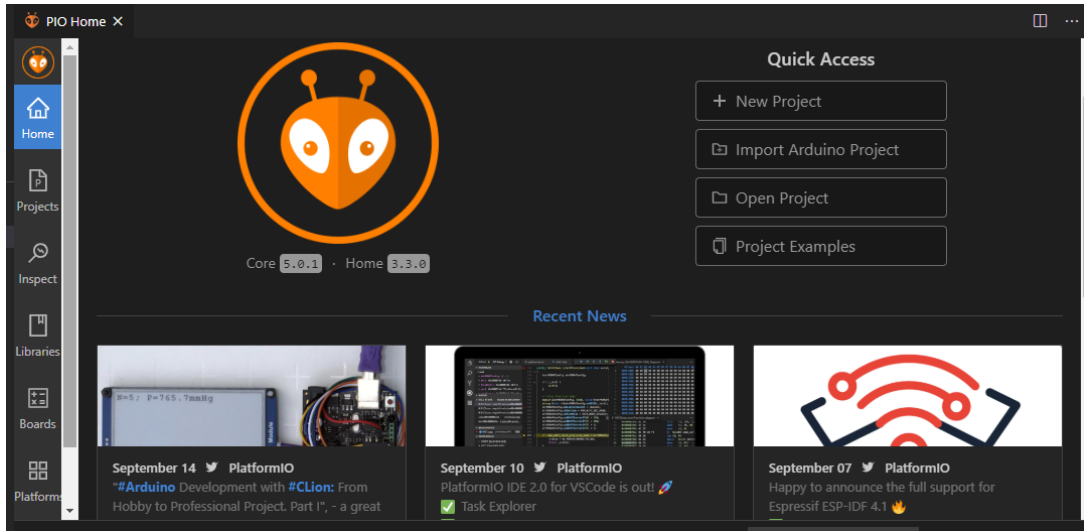 PIO Home
Home
Projects
Inspect
Libraries
Boards
Platforms
Core 5.0.1 · Home 3.3.0
Quick Access
New Project
Import Arduino Project
Open Project
Project Examples
Recent News
N=5; P=765.7mmHg
September 14 PlatformIO
"#Arduino Development with #CLion: From
Hobby to Professional Project. Part I", - a great
September 10 PlatformIO
PlatformIO IDE 2.0 for VSCode is out! 🚀
✅ Task Explorer
September 07 PlatformIO
Happy to announce the full support for
Espressif ESP-IDF 4.1 🔥